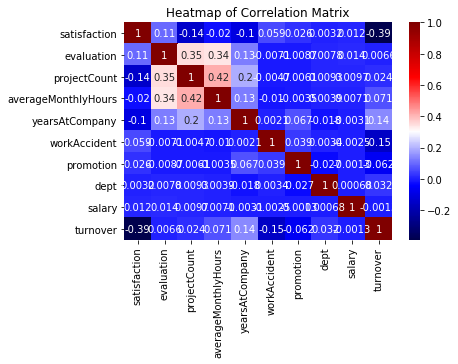 Heatmap of Correlation Matrix
satisfaction 1 0.11 -0.14 -0.02 -0.1 0.059 0.026 0.0032 0.012 -0.39
evaluation 0.11 1 0.35 0.34 0.13 -0.0071 -0.0087 0.0078 0.014 0.0066
projectCount -0.14 0.35 1 0.42 0.2 -0.0047 -0.0061 0.0093 0.0097 0.024
averageMonthlyHours -0.02 0.34 0.42 1 0.13 -0.01 -0.0035 0.0039 0.0071 0.071
yearsAtCompany -0.1 0.13 0.2 0.13 1 0.0021 0.067 -0.018 -0.0031 0.14
workAccident 0.059 -0.0071 -0.0047 -0.01 0.0021 1 0.039 0.0034 -0.0025 -0.15
promotion 0.026 -0.0087 -0.0061 -0.0035 0.067 0.039 1 -0.027 -0.0013 -0.062
dept 0.0032 0.0078 0.0093 0.0039 -0.018 0.0034 -0.027 1 0.00068 0.032
salary 0.012 0.014 0.0097 0.0071 -0.0031 -0.0025 -0.0013 0.00068 1
turnover -0.39 0.0066 0.024 0.071 0.14 -0.15 -0.062 0.032 -0.0013 1
satisfaction
evaluation
projectCount
averageMonthlyHours
yearsAtCompany
workAccident
promotion
dept
salary
turnover
1.0
0.8
0.6
0.4
0.2
0.0
−0.2